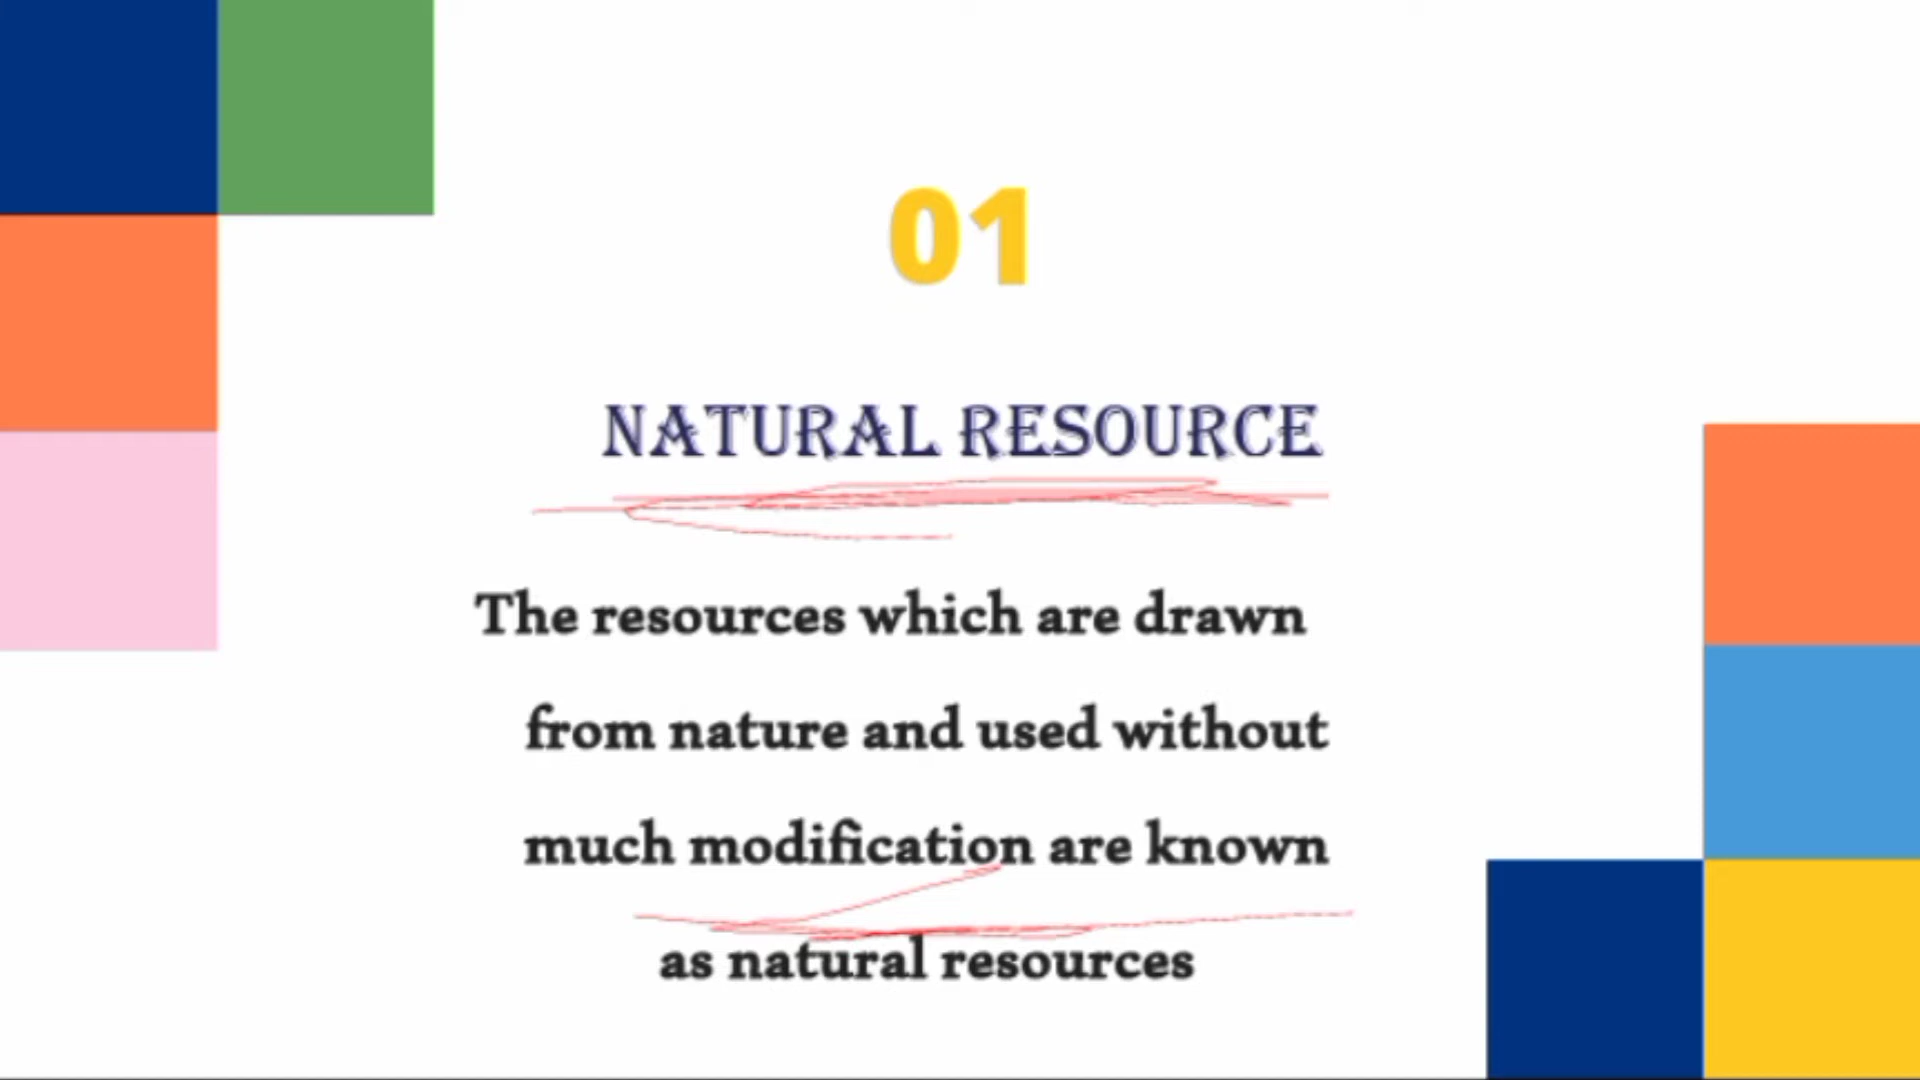 01
NATURAL RESOURCE
The resources which are drawn
from nature and used without
much modification are known
as natural resources